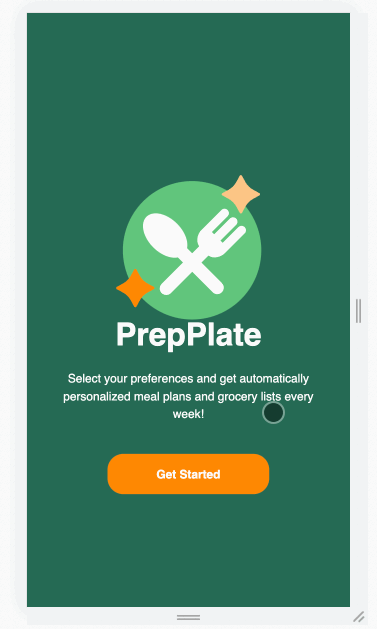 PrepPlate
Select your preferences and get automatically
personalized meal plans and grocery lists every
week!
Get Started